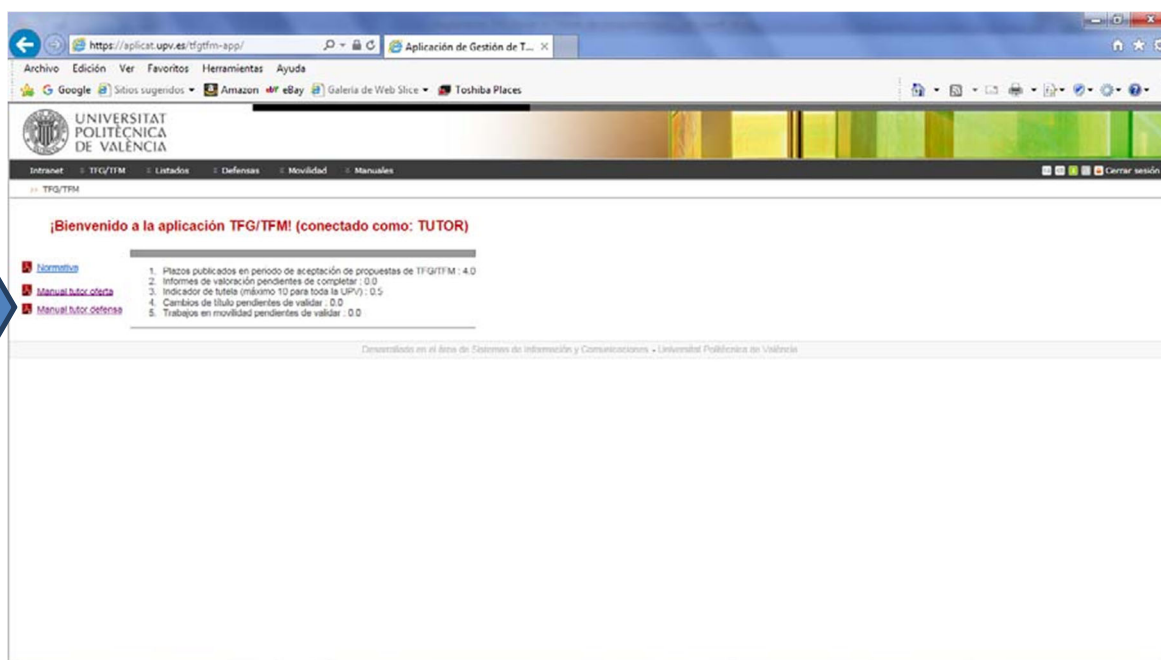 https://aplicat.upv.es/tfgtfm-app/
Aplicación de Gestión de T...
Archivo Edición Ver Favoritos Herramientas Ayuda
Google Sitios sugeridos Amazon eBay Galería de Web Slice Toshiba Places
UNIVERSITAT
POLITÈCNICA
DE VALÈNCIA
Intranet TFG/TFM Listados Defensas Movilidad Manuales Cerrar sesión
TFG/TFM
¡Bienvenido a la aplicación TFG/TFM! (conectado como: TUTOR)
Normativa
Manual tutor oferta
Manual tutor defensa
1. Plazos publicados en periodo de aceptación de propuestas de TFG/TFM : 4.0
2. Informes de valoración pendientes de completar : 0.0
3. Indicador de tutela (máximo 10 para toda la UPV) : 0.5
4. Cambios de título pendientes de validar : 0.0
5. Trabajos en movilidad pendientes de validar : 0.0
Desarrollado en el área de Sistemas de Información y Comunicaciones - Universitat Politècnica de València